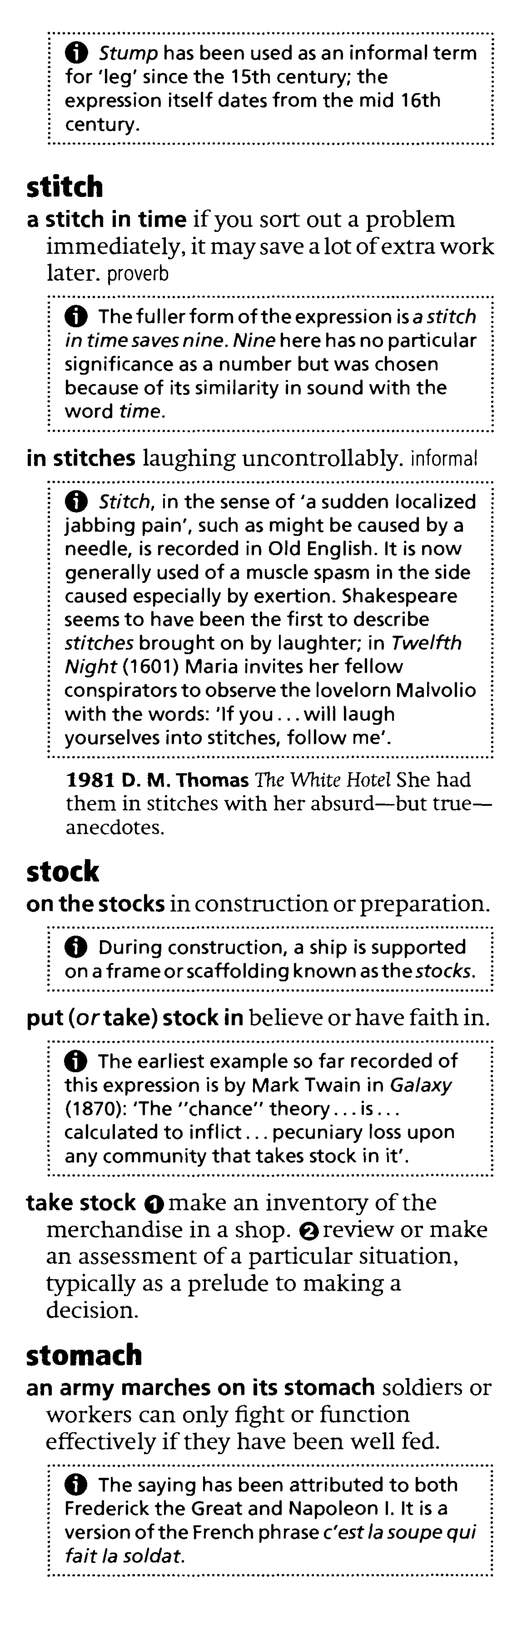 ℹ Stump has been used as an informal term
for 'leg' since the 15th century; the
expression itself dates from the mid 16th
century.
stitch
a stitch in time if you sort out a problem
immediately, it may save a lot of extra work
later. proverb
ℹ The fuller form of the expression is a stitch
in time saves nine. Nine here has no particular
significance as a number but was chosen
because of its similarity in sound with the
word time.
in stitches laughing uncontrollably. informal
ℹ Stitch, in the sense of 'a sudden localized
jabbing pain', such as might be caused by a
needle, is recorded in Old English. It is now
generally used of a muscle spasm in the side
caused especially by exertion. Shakespeare
seems to have been the first to describe
stitches brought on by laughter; in Twelfth
Night (1601) Maria invites her fellow
conspirators to observe the lovelorn Malvolio
with the words: 'If you...will laugh
yourselves into stitches, follow me'.
1981 D. M. Thomas The White Hotel She had
them in stitches with her absurd—but true—
anecdotes.
stock
on the stocks in construction or preparation.
ℹ During construction, a ship is supported
on a frame or scaffolding known as the stocks.
put (or take) stock in believe or have faith in.
ℹ The earliest example so far recorded of
this expression is by Mark Twain in Galaxy
(1870): 'The "chance" theory...is...
calculated to inflict...pecuniary loss upon
any community that takes stock in it'.
take stock ❶ make an inventory of the
merchandise in a shop. ❷ review or make
an assessment of a particular situation,
typically as a prelude to making a
decision.
stomach
an army marches on its stomach soldiers or
workers can only fight or function
effectively if they have been well fed.
ℹ The saying has been attributed to both
Frederick the Great and Napoleon I. It is a
version of the French phrase c'est la soupe qui
fait la soldat.